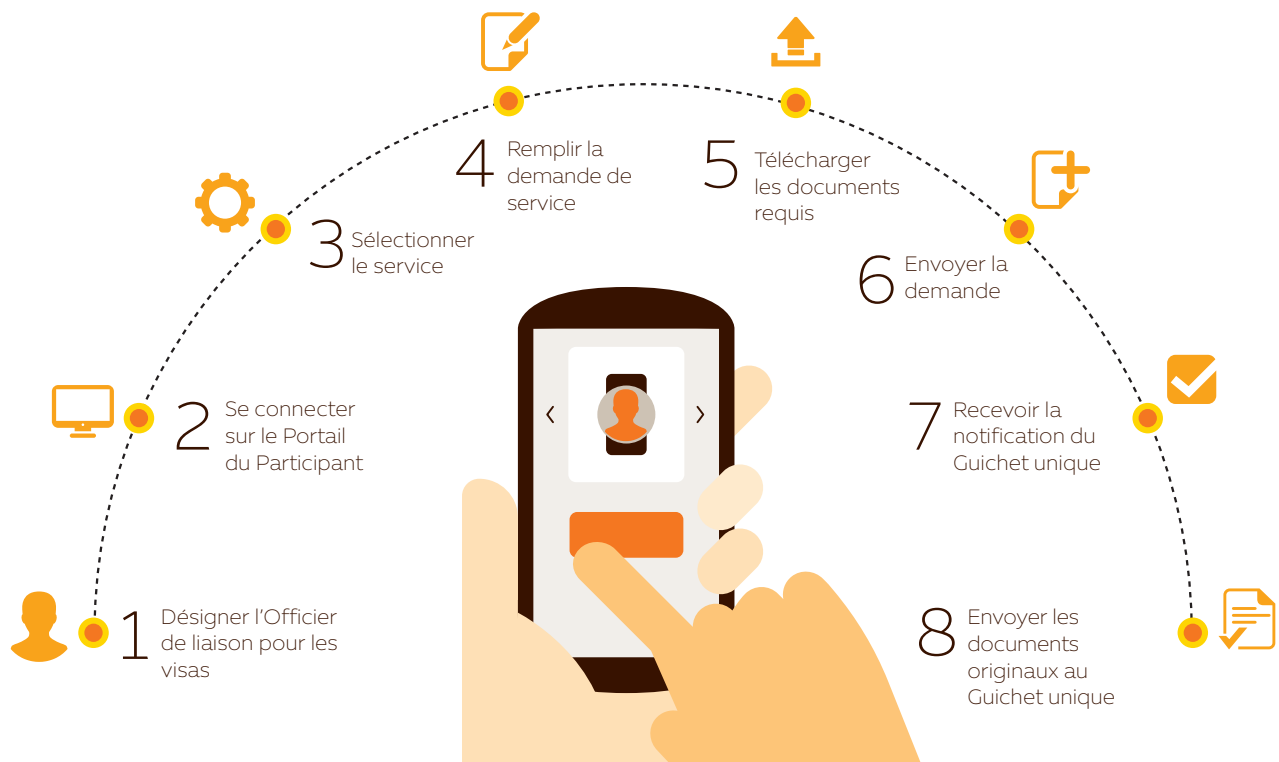 1 Désigner l'Officier
de liaison pour les
visas
2 Se connecter
sur le Portail
du Participant
3 Sélectionner
le service
4 Remplir la
demande de
service
5 Télécharger
les documents
requis
6 Envoyer la
demande
7 Recevoir la
notification du
Guichet unique
8 Envoyer les
documents
originaux au
Guichet unique